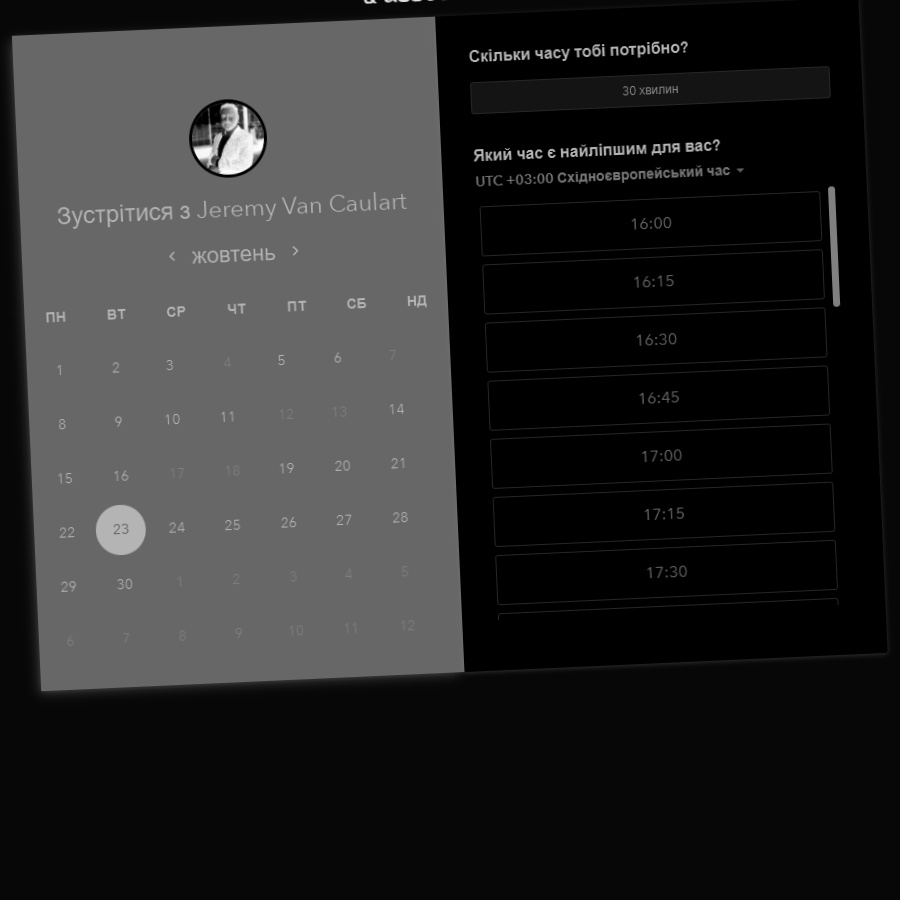 Зустрітися з Jeremy Van Caulart
‹ жовтень ›
ПН ВТ СР ЧТ ПТ СБ НД
1 2 3 4 5 6 7
8 9 10 11 12 13 14
15 16 17 18 19 20 21
22 23 24 25 26 27 28
29 30 1 2 3 4 5
6 7 8 9 10 11 12
Скільки часу тобі потрібно?
30 хвилин
Який час є найліпшим для вас?
UTC +03:00 Східноєвропейський час
16:00
16:15
16:30
16:45
17:00
17:15
17:30